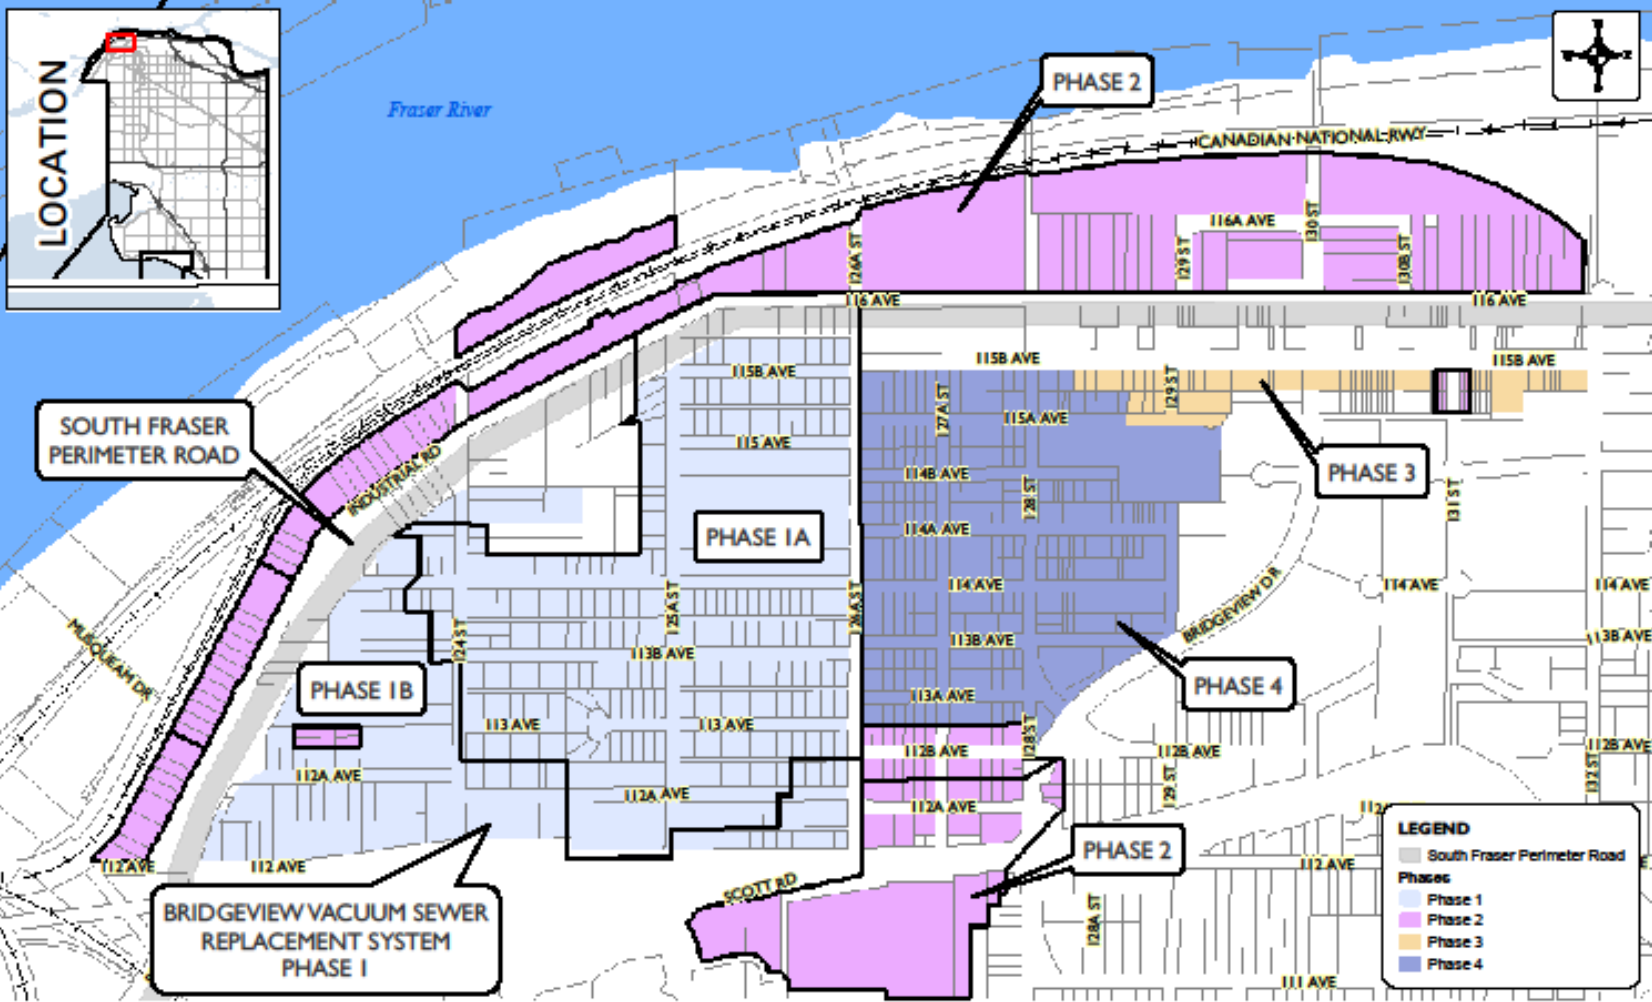 LOCATION
Fraser River
PHASE 2
CANADIAN NATIONAL RWY
116A AVE
126A ST
129 ST
130 ST
130B ST
116 AVE
116 AVE
115B AVE
115B AVE
115B AVE
129 ST
127A ST
115A AVE
SOUTH FRASER
PERIMETER ROAD
INDUSTRIAL RD
115 AVE
114B AVE
128 ST
PHASE 3
131 ST
PHASE 1A
114A AVE
114 AVE
114 AVE
114 AVE
125A ST
126A ST
BRIDGEVIEW DR
MUSQUEAM DR
124 ST
113B AVE
113B AVE
113B AVE
PHASE 1B
PHASE 4
113A AVE
113 AVE
113 AVE
128 ST
112B AVE
112B AVE
112B AVE
112A AVE
112A AVE
112A AVE
129 ST
132 ST
112
PHASE 2
112 AVE
112 AVE
112 AVE
SCOTT RD
128A ST
111 AVE
BRIDGEVIEW VACUUM SEWER
REPLACEMENT SYSTEM
PHASE 1
LEGEND
South Fraser Perimeter Road
Phases
Phase 1
Phase 2
Phase 3
Phase 4